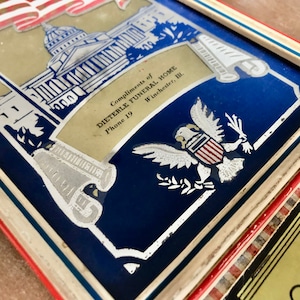 Compliments of
DIETERLE FUNERAL HOME
Phone 19 Winchester, Ill.